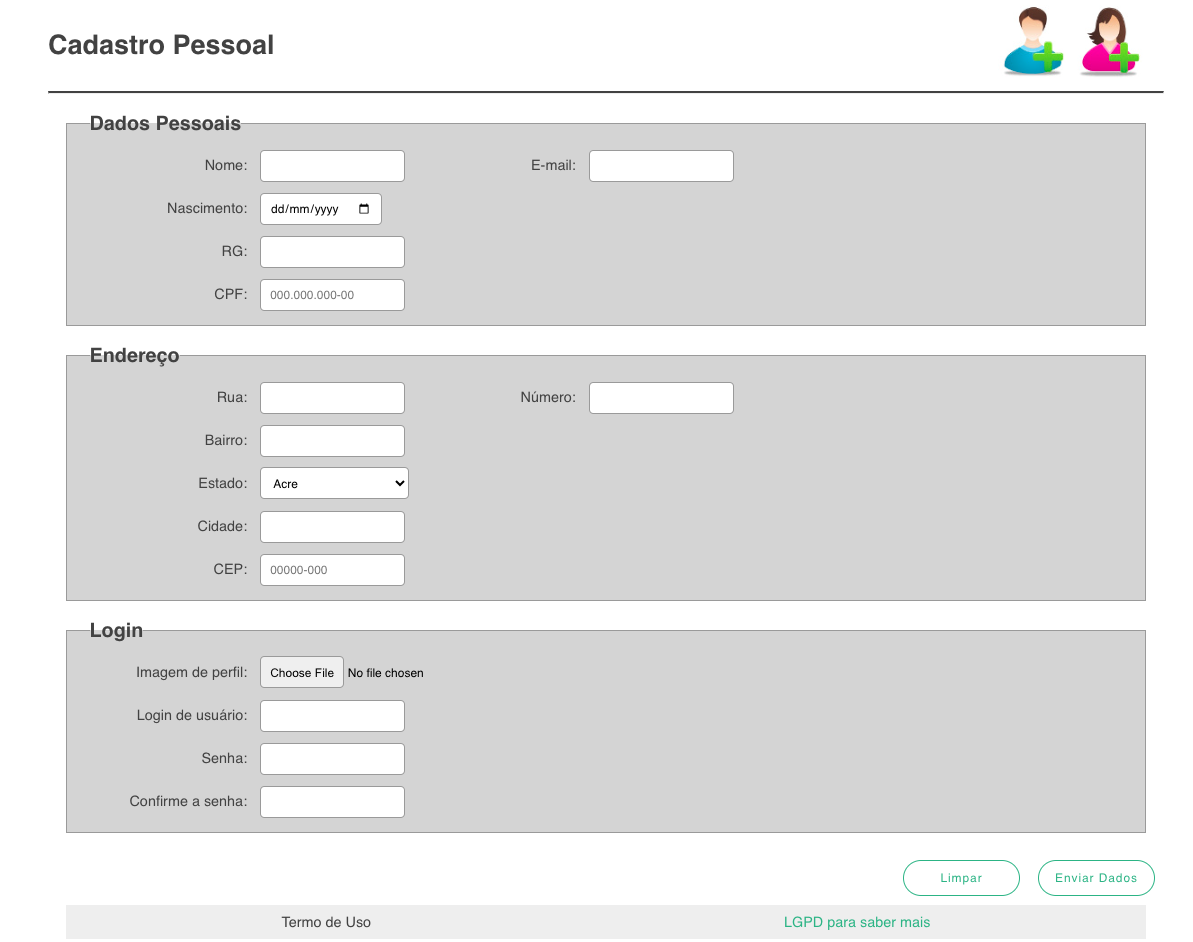 Cadastro Pessoal
Dados Pessoais
Nome: E-mail:
Nascimento: dd/mm/yyyy
RG:
CPF: 000.000.000-00
Endereço
Rua: Número:
Bairro:
Estado: Acre
Cidade:
CEP: 00000-000
Login
Imagem de perfil: Choose File No file chosen
Login de usuário:
Senha:
Confirme a senha:
Limpar Enviar Dados
Termo de Uso LGPD para saber mais